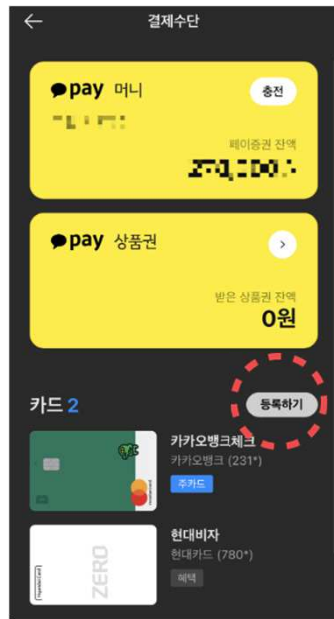 결제수단
pay 머니
충전
페이증권 잔액
pay 상품권
받은 상품권 잔액
0원
카드 2
등록하기
카카오뱅크체크
카카오뱅크 (231*)
주카드
현대비자
현대카드 (780*)
혜택
ZERO